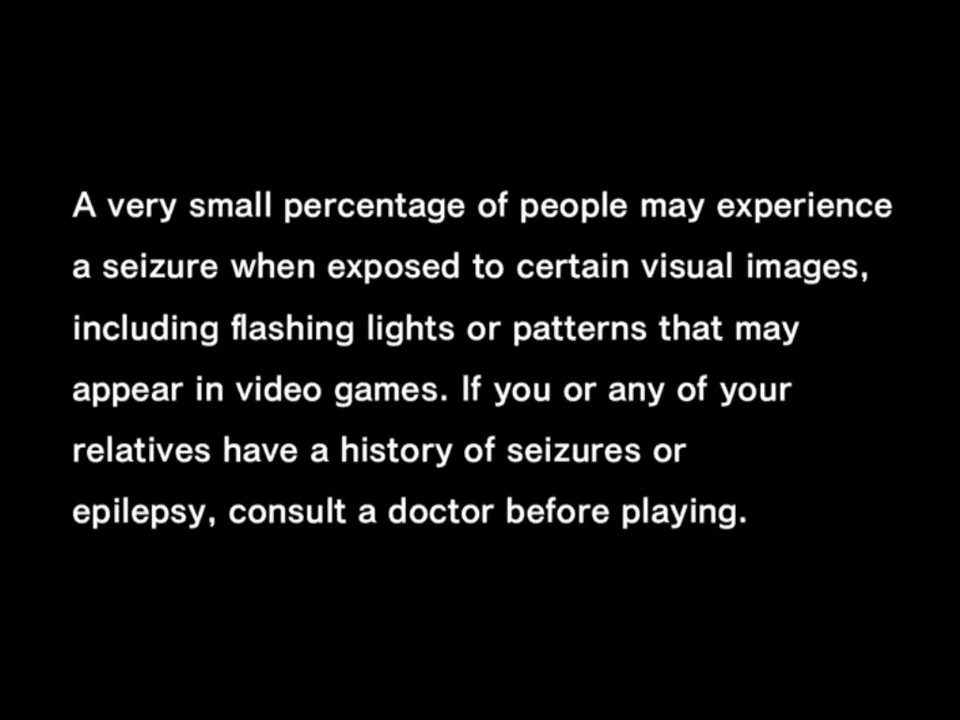 A very small percentage of people may experience
a seizure when exposed to certain visual images,
including flashing lights or patterns that may
appear in video games. If you or any of your
relatives have a history of seizures or
epilepsy, consult a doctor before playing.